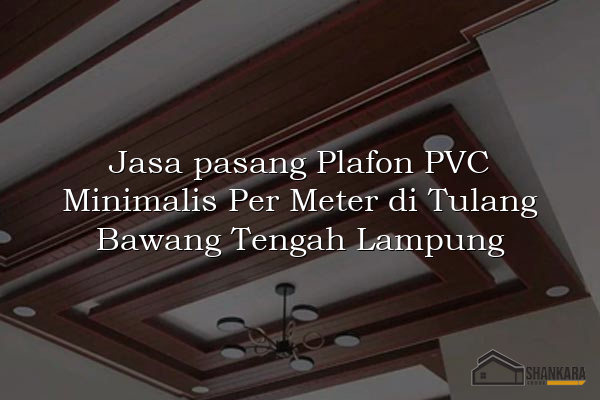 Jasa pasang Plafon PVC
Minimalis Per Meter di Tulang
Bawang Tengah Lampung
SHANKARA